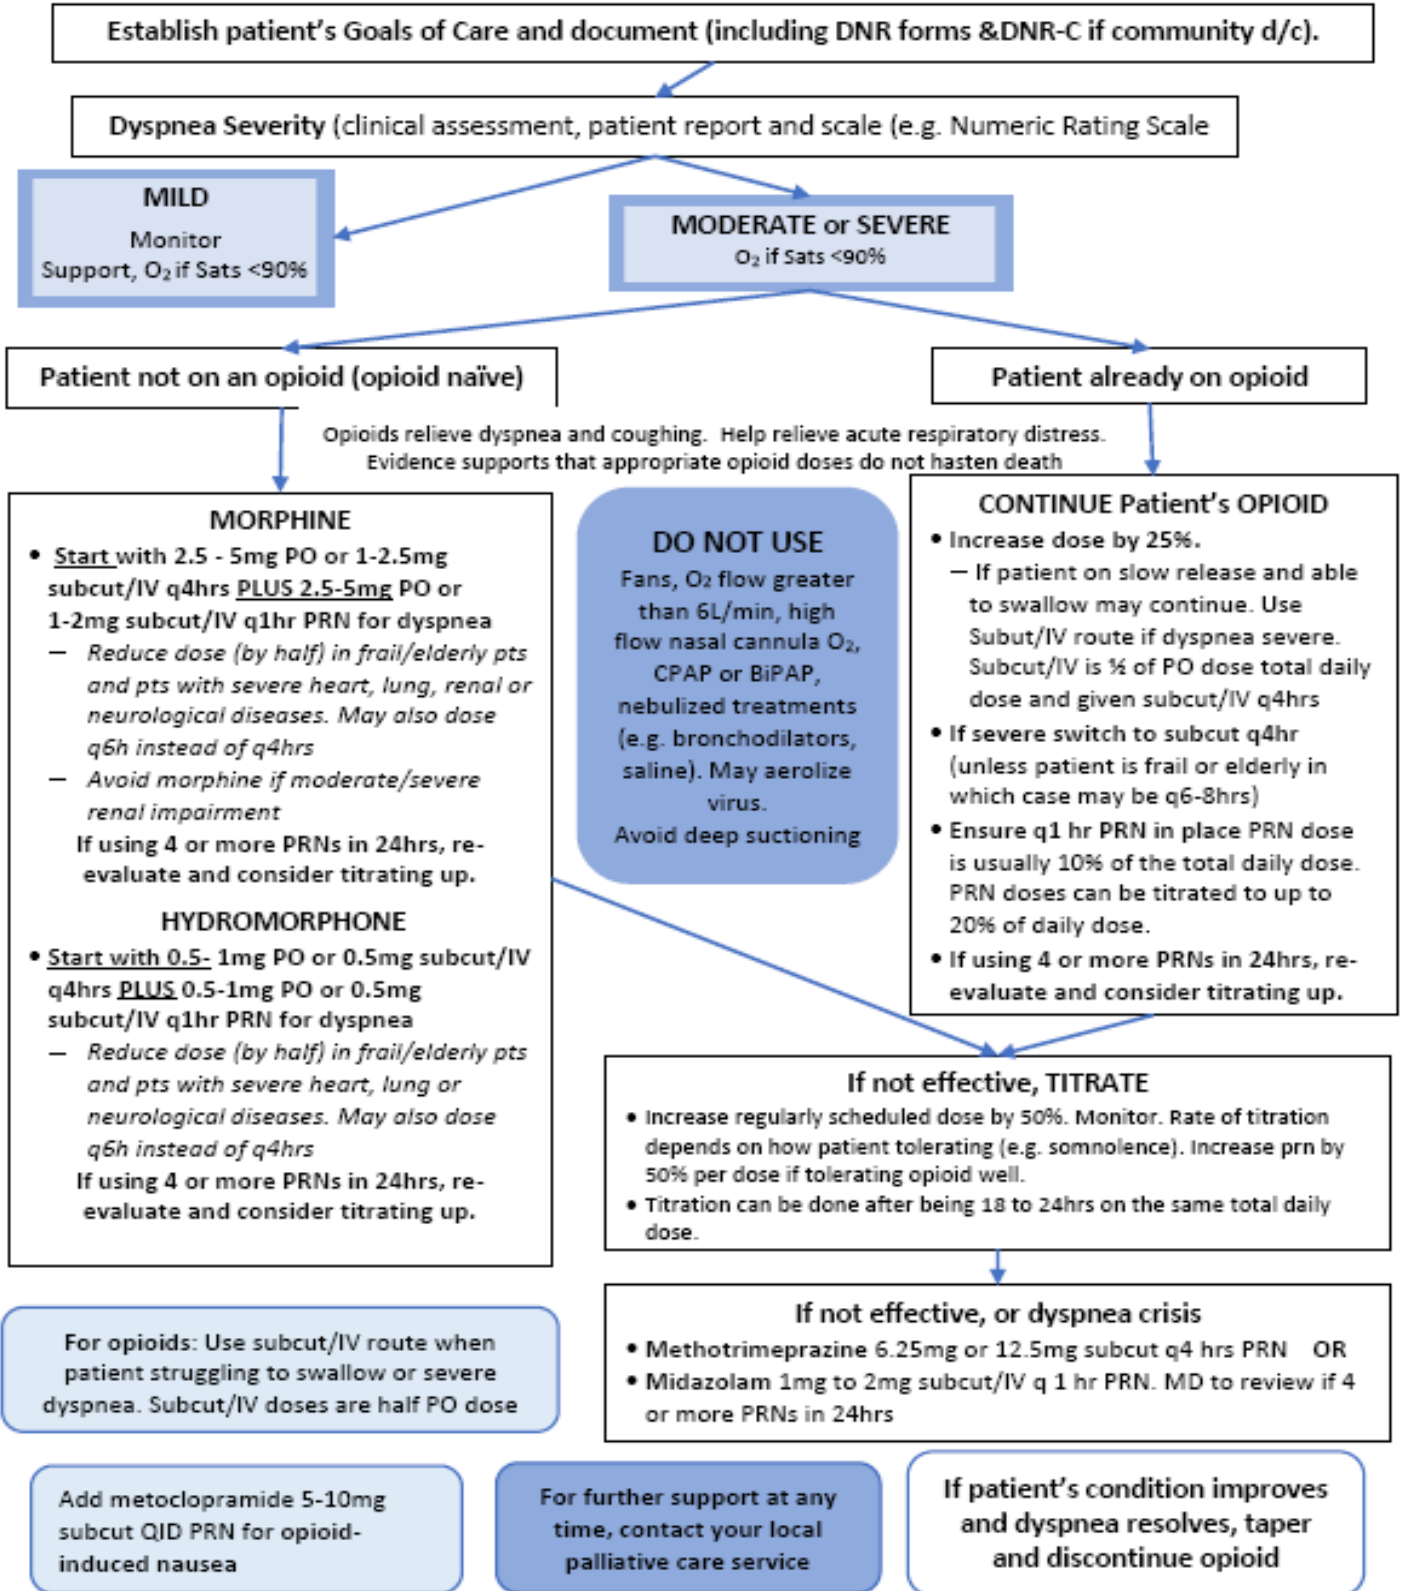 Establish patient's Goals of Care and document (including DNR forms &DNR-C if community d/c).
Dyspnea Severity (clinical assessment, patient report and scale (e.g. Numeric Rating Scale
MILD
Monitor
Support, O₂ if Sats <90%
MODERATE or SEVERE
O₂ if Sats <90%
Patient not on an opioid (opioid naïve)
Patient already on opioid
Opioids relieve dyspnea and coughing. Help relieve acute respiratory distress.
Evidence supports that appropriate opioid doses do not hasten death
MORPHINE
• Start with 2.5 - 5mg PO or 1-2.5mg
subcut/IV q4hrs PLUS 2.5-5mg PO or
1-2mg subcut/IV q1hr PRN for dyspnea
– Reduce dose (by half) in frail/elderly pts
and pts with severe heart, lung, renal or
neurological diseases. May also dose
q6h instead of q4hrs
– Avoid morphine if moderate/severe
renal impairment
If using 4 or more PRNs in 24hrs, re-
evaluate and consider titrating up.
HYDROMORPHONE
• Start with 0.5- 1mg PO or 0.5mg subcut/IV
q4hrs PLUS 0.5-1mg PO or 0.5mg
subcut/IV q1hr PRN for dyspnea
– Reduce dose (by half) in frail/elderly pts
and pts with severe heart, lung or
neurological diseases. May also dose
q6h instead of q4hrs
If using 4 or more PRNs in 24hrs, re-
evaluate and consider titrating up.
DO NOT USE
Fans, O₂ flow greater
than 6L/min, high
flow nasal cannula O₂,
CPAP or BiPAP,
nebulized treatments
(e.g. bronchodilators,
saline). May aerolize
virus.
Avoid deep suctioning
CONTINUE Patient's OPIOID
• Increase dose by 25%.
– If patient on slow release and able
to swallow may continue. Use
Subut/IV route if dyspnea severe.
Subcut/IV is ½ of PO dose total daily
dose and given subcut/IV q4hrs
• If severe switch to subcut q4hr
(unless patient is frail or elderly in
which case may be q6-8hrs)
• Ensure q1 hr PRN in place PRN dose
is usually 10% of the total daily dose.
PRN doses can be titrated to up to
20% of daily dose.
• If using 4 or more PRNs in 24hrs, re-
evaluate and consider titrating up.
If not effective, TITRATE
• Increase regularly scheduled dose by 50%. Monitor. Rate of titration
depends on how patient tolerating (e.g. somnolence). Increase prn by
50% per dose if tolerating opioid well.
• Titration can be done after being 18 to 24hrs on the same total daily
dose.
If not effective, or dyspnea crisis
• Methotrimeprazine 6.25mg or 12.5mg subcut q4 hrs PRN OR
• Midazolam 1mg to 2mg subcut/IV q 1 hr PRN. MD to review if 4
or more PRNs in 24hrs
For opioids: Use subcut/IV route when
patient struggling to swallow or severe
dyspnea. Subcut/IV doses are half PO dose
Add metoclopramide 5-10mg
subcut QID PRN for opioid-
induced nausea
For further support at any
time, contact your local
palliative care service
If patient's condition improves
and dyspnea resolves, taper
and discontinue opioid